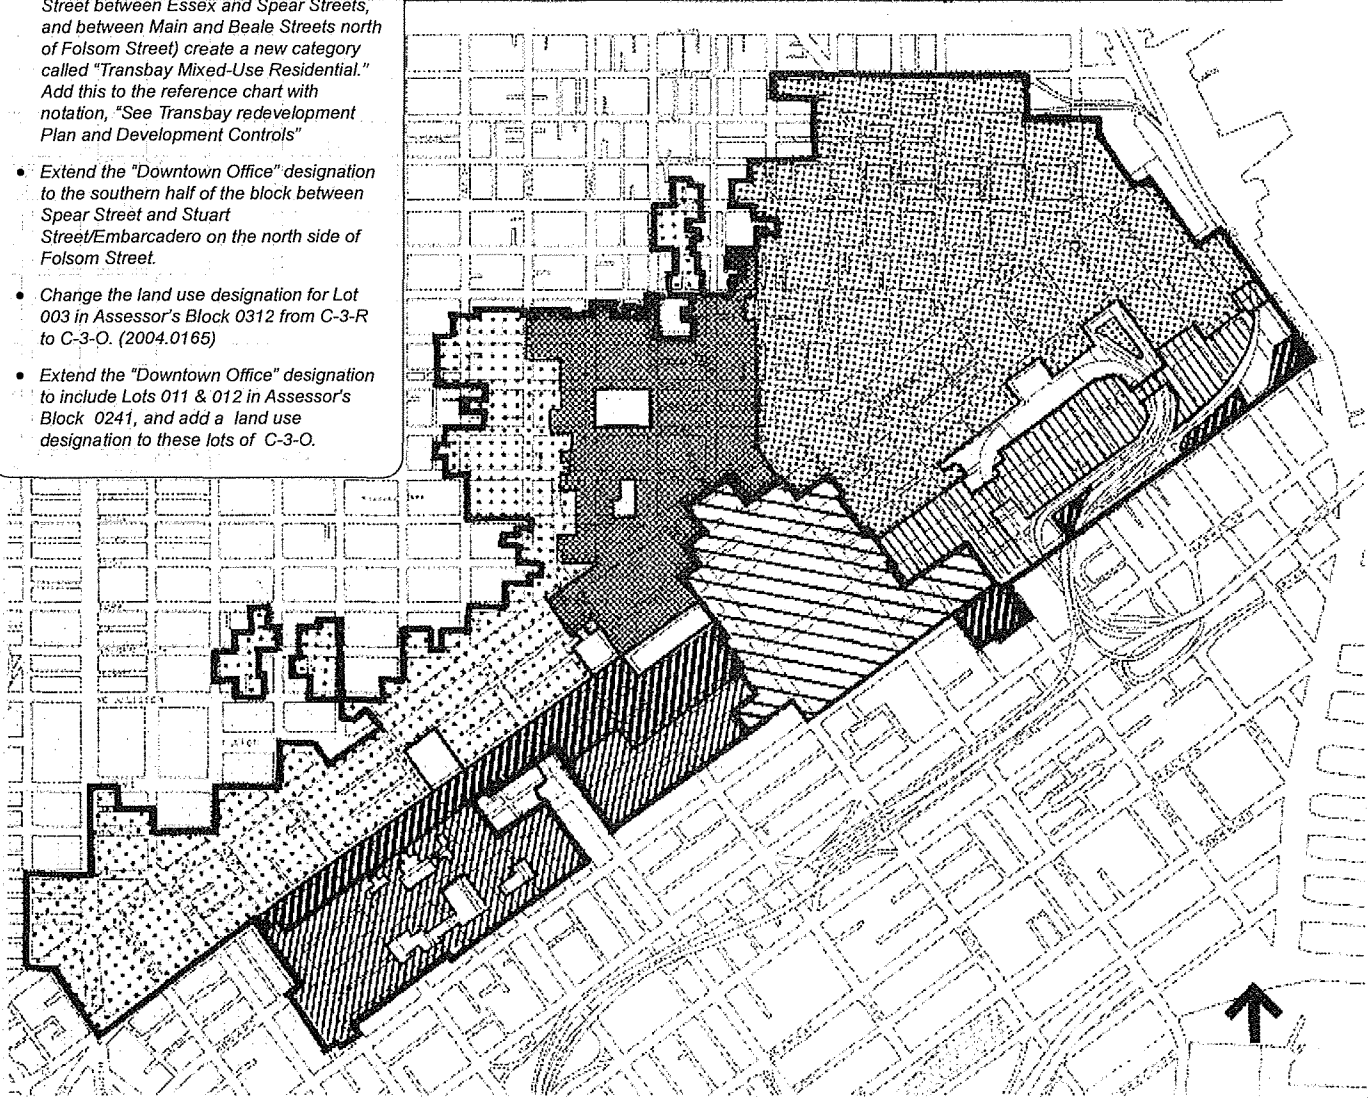 Street between Essex and Spear Streets,
and between Main and Beale Streets north
of Folsom Street) create a new category
called "Transbay Mixed-Use Residential."
Add this to the reference chart with
notation, "See Transbay redevelopment
Plan and Development Controls"
• Extend the "Downtown Office" designation
to the southern half of the block between
Spear Street and Stuart
Street/Embarcadero on the north side of
Folsom Street.
• Change the land use designation for Lot
003 in Assessor's Block 0312 from C-3-R
to C-3-O. (2004.0165)
• Extend the "Downtown Office" designation
to include Lots 011 & 012 in Assessor's
Block 0241, and add a land use
designation to these lots of C-3-O.